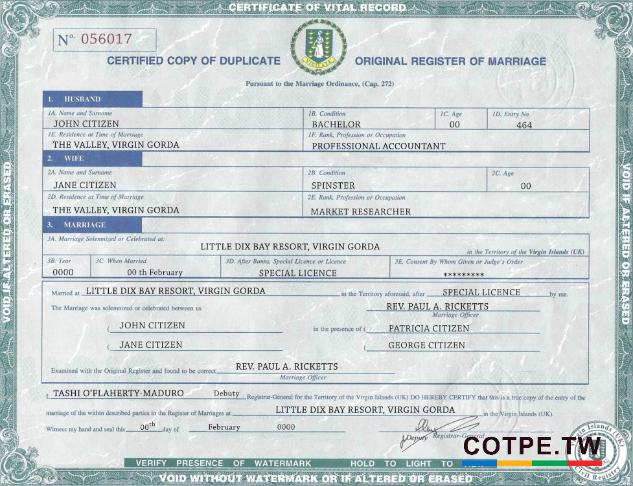 CERTIFICATE OF VITAL RECORD
Nº 056017
CERTIFIED COPY OF DUPLICATE ORIGINAL REGISTER OF MARRIAGE
Pursuant to the Marriage Ordinance, (Cap. 272)
1. HUSBAND
1A. Name and Surname 1B. Condition 1C. Age 1D. Entry No
JOHN CITIZEN BACHELOR 00 464
1E. Residence at Time of Marriage 1F. Rank, Profession or Occupation
THE VALLEY, VIRGIN GORDA PROFESSIONAL ACCOUNTANT
2. WIFE
2A. Name and Surname 2B. Condition 2C. Age
JANE CITIZEN SPINSTER 00
2D. Residence at Time of Marriage 2E. Rank, Profession or Occupation
THE VALLEY, VIRGIN GORDA MARKET RESEARCHER
3. MARRIAGE
3A. Marriage Solemnised or Celebrated at:
LITTLE DIX BAY RESORT, VIRGIN GORDA in the Territory of the Virgin Islands (UK)
3B. Year 3C. When Married 3D. After Banns, Special Licence or Licence 3E. Consent By Whom Given or Judge's Order
0000 00 th February SPECIAL LICENCE *********
Married at LITTLE DIX BAY RESORT, VIRGIN GORDA in the Territory aforesaid, after SPECIAL LICENCE by me.
The Marriage was solemnized or celebrated between us REV. PAUL A. RICKETTS
Marriage Officer
( JOHN CITIZEN in the presence of ( PATRICIA CITIZEN
( JANE CITIZEN ( GEORGE CITIZEN
Examined with the Original Register and found to be correct REV. PAUL A. RICKETTS
Marriage Officer
I, TASHI O'FLAHERTY-MADURO Deputy Registrar-General for the Territory of the Virgin Islands (UK) DO HEREBY CERTIFY that this is a true copy of the entry of the
marriage of the within described parties in the Register of Marriages at LITTLE DIX BAY RESORT, VIRGIN GORDA in the Virgin Islands (UK).
Witness my hand and seal this 00th day of February 0000
Deputy Registrar-General
COTPE.TW
VERIFY PRESENCE OF WATERMARK HOLD TO LIGHT TO
VOID WITHOUT WATERMARK OR IF ALTERED OR ERASED
VOID IF ALTERED OR ERASED
VOID IF ALTERED OR ERASED